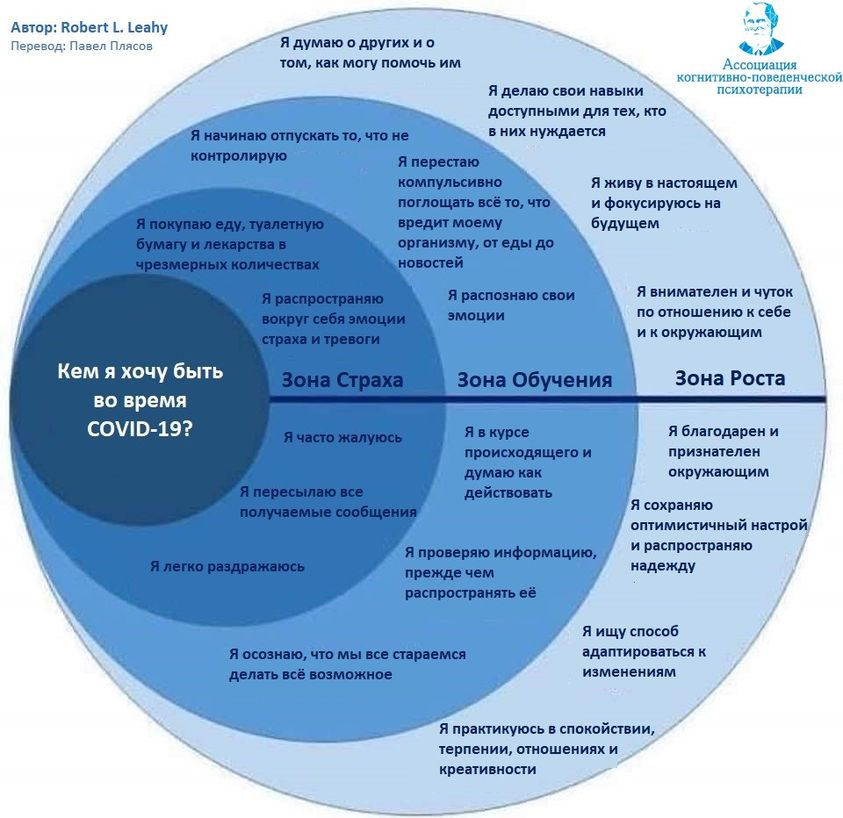 Автор: Robert L. Leahy
Перевод: Павел Плясов
Ассоциация
когнитивно-поведенческой
психотерапии
Я думаю о других и о
том, как могу помочь им
Я делаю свои навыки
доступными для тех, кто
в них нуждается
Я начинаю отпускать то, что не
контролирую
Я перестаю
компульсивно
поглощать всё то, что
вредит моему
организму, от еды до
новостей
Я живу в настоящем
и фокусируюсь на
будущем
Я покупаю еду, туалетную
бумагу и лекарства в
чрезмерных количествах
Я распространяю
вокруг себя эмоции
страха и тревоги
Я распознаю свои
эмоции
Я внимателен и чуток
по отношению к себе
и к окружающим
Кем я хочу быть
во время
COVID-19?
Зона Страха
Зона Обучения
Зона Роста
Я часто жалуюсь
Я в курсе
происходящего и
думаю как
действовать
Я благодарен и
признателен
окружающим
Я пересылаю все
получаемые сообщения
Я сохраняю
оптимистичный настрой
и распространяю
надежду
Я легко раздражаюсь
Я проверяю информацию,
прежде чем
распространять её
Я осознаю, что мы все стараемся
делать всё возможное
Я ищу способ
адаптироваться к
изменениям
Я практикуюсь в спокойствии,
терпении, отношениях и
креативности